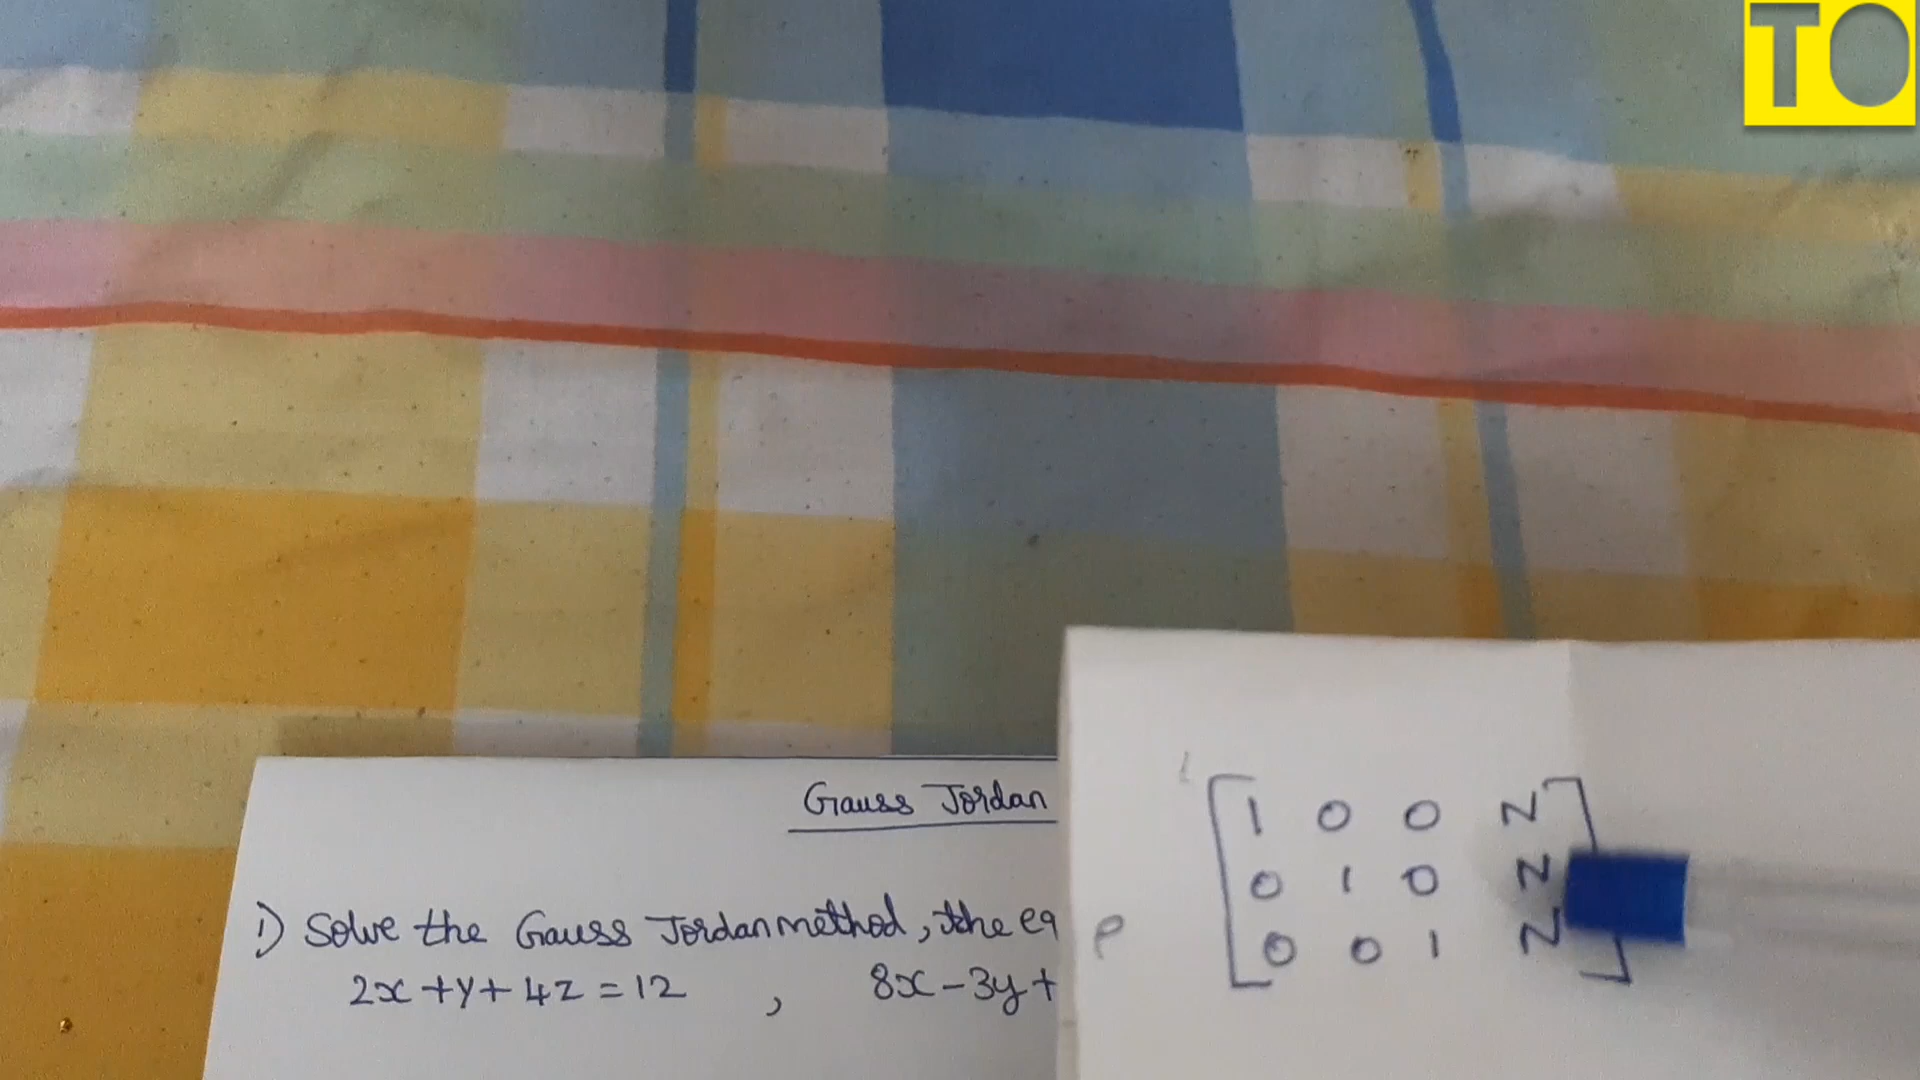 TO
Gauss Jordan
1) Solve the Gauss Jordan method, the eq
2x + y + 4z = 12 , 8x - 3y +
1 0 0 N
0 1 0 N
0 0 1 N